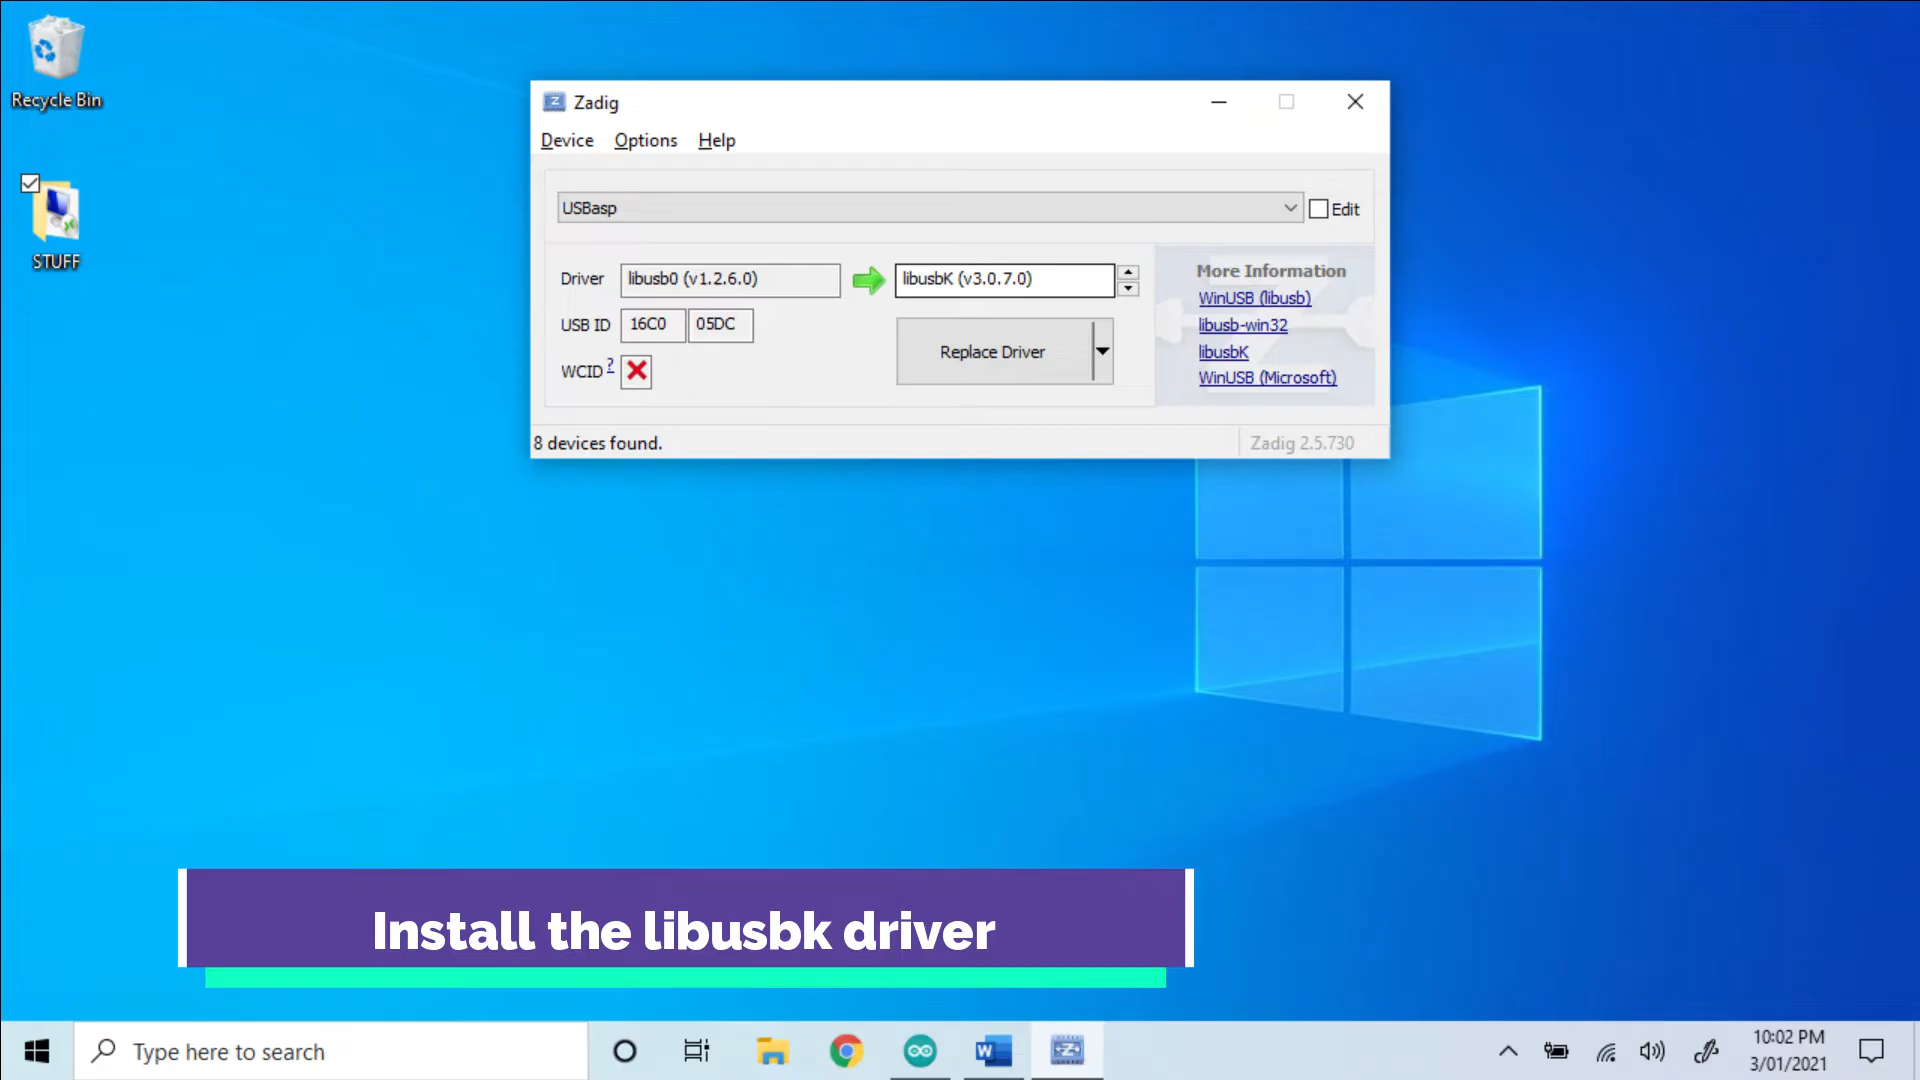 Recycle Bin
STUFF
Zadig
Device Options Help
USBasp
Edit
Driver libusb0 (v1.2.6.0) libusbK (v3.0.7.0)
USB ID 16C0 05DC
WCID ?
Replace Driver
More Information
WinUSB (libusb)
libusb-win32
libusbK
WinUSB (Microsoft)
8 devices found.
Zadig 2.5.730
Install the libusbk driver
Type here to search
10:02 PM
3/01/2021